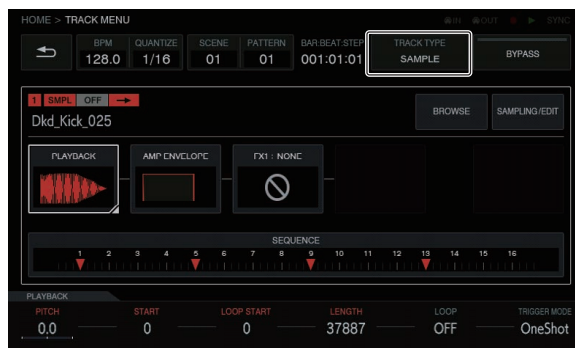 HOME > TRACK MENU
IN OUT SYNC
BPM QUANTIZE SCENE PATTERN BAR:BEAT:STEP TRACK TYPE
128.0 1/16 01 01 001:01:01 SAMPLE BYPASS
1 SMPL OFF
Dkd_Kick_025 BROWSE SAMPLING/EDIT
PLAYBACK AMP ENVELOPE FX1 : NONE
SEQUENCE
1 2 3 4 5 6 7 8 9 10 11 12 13 14 15 16
PLAYBACK
PITCH START LOOP START LENGTH LOOP TRIGGER MODE
0.0 0 0 37887 OFF OneShot